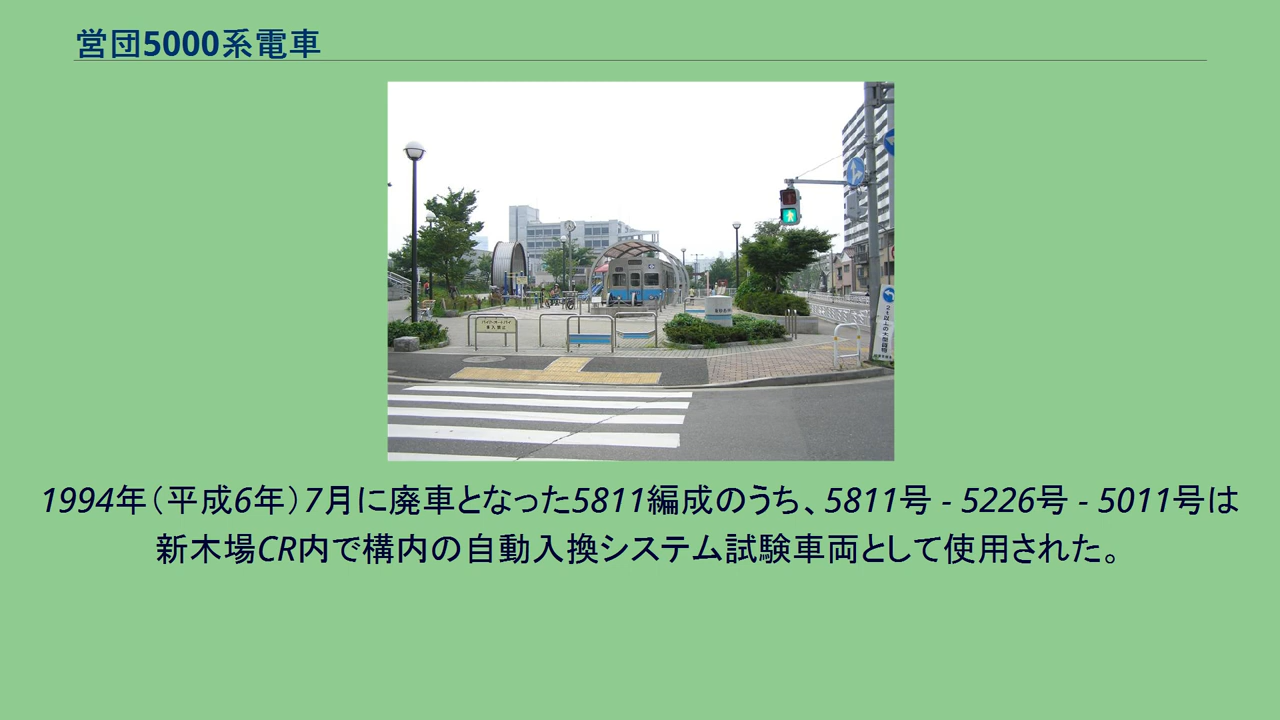 営団5000系電車
1994年（平成6年）7月に廃車となった5811編成のうち、5811号 - 5226号 - 5011号は
新木場CR内で構内の自動入換システム試験車両として使用された。